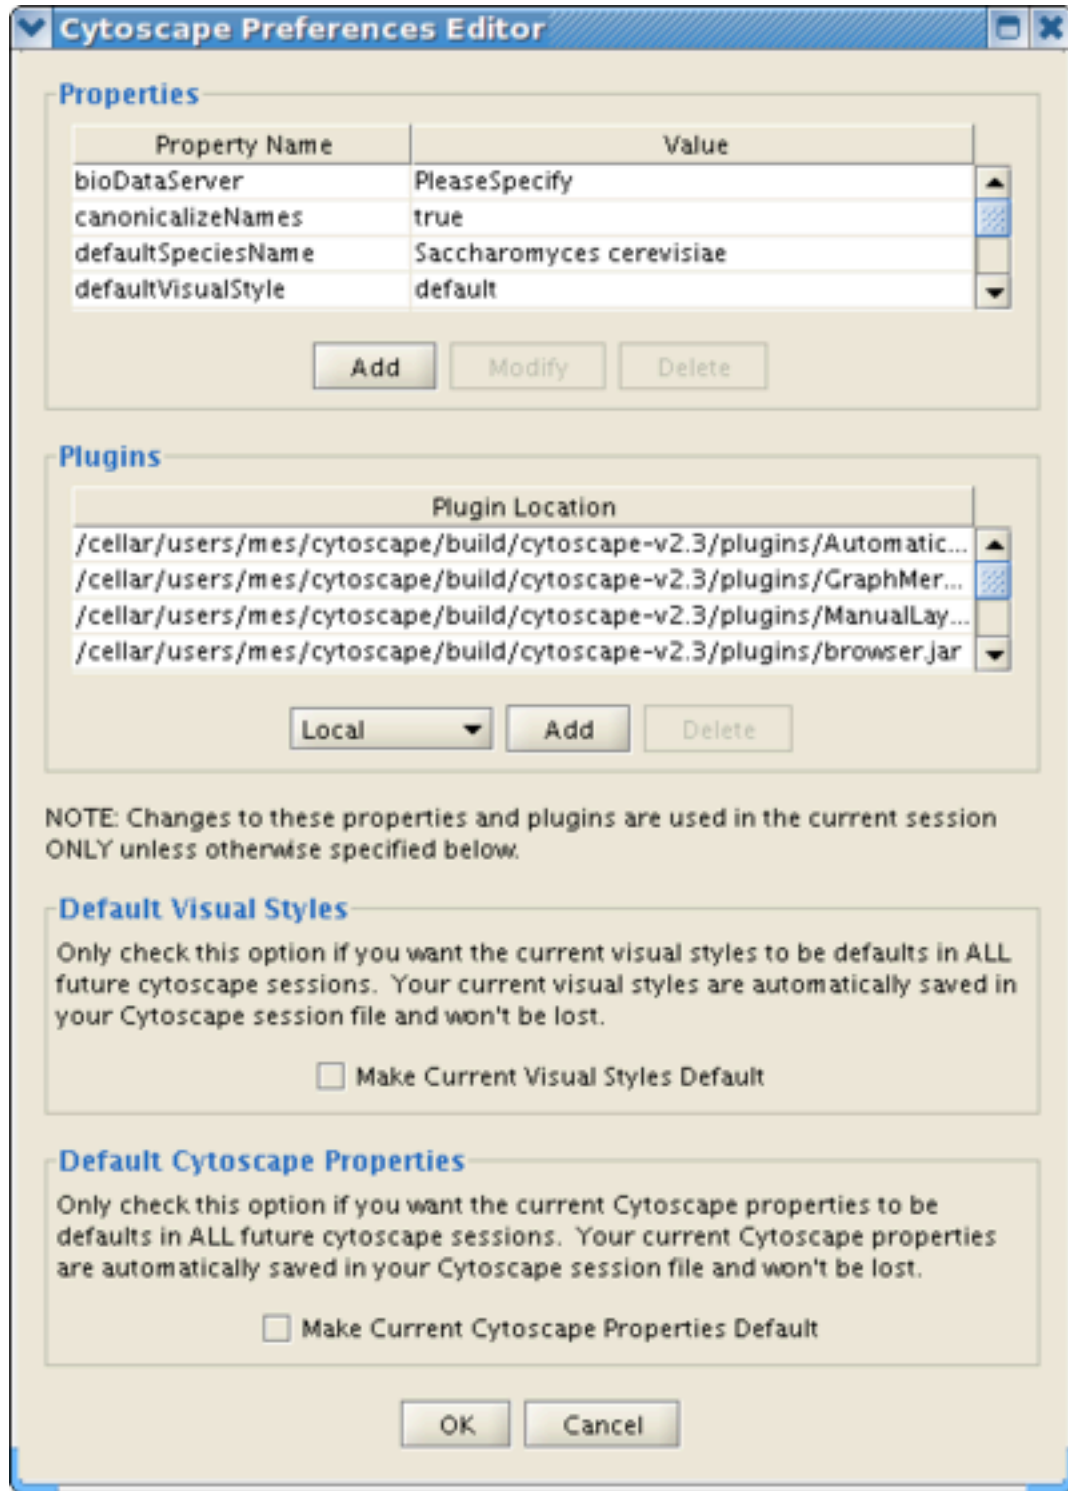 Cytoscape Preferences Editor
Properties
Property Name Value
bioDataServer PleaseSpecify
canonicalizeNames true
defaultSpeciesName Saccharomyces cerevisiae
defaultVisualStyle default
Add Modify Delete
Plugins
Plugin Location
/cellar/users/mes/cytoscape/build/cytoscape-v2.3/plugins/Automatic...
/cellar/users/mes/cytoscape/build/cytoscape-v2.3/plugins/GraphMer...
/cellar/users/mes/cytoscape/build/cytoscape-v2.3/plugins/ManualLay...
/cellar/users/mes/cytoscape/build/cytoscape-v2.3/plugins/browser.jar
Local Add Delete
NOTE: Changes to these properties and plugins are used in the current session
ONLY unless otherwise specified below.
Default Visual Styles
Only check this option if you want the current visual styles to be defaults in ALL
future cytoscape sessions. Your current visual styles are automatically saved in
your Cytoscape session file and won't be lost.
Make Current Visual Styles Default
Default Cytoscape Properties
Only check this option if you want the current Cytoscape properties to be
defaults in ALL future cytoscape sessions. Your current Cytoscape properties
are automatically saved in your Cytoscape session file and won't be lost.
Make Current Cytoscape Properties Default
OK Cancel